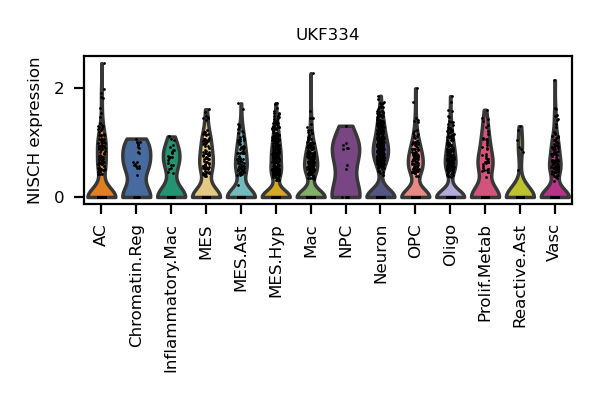 UKF334
NISCH expression
2
0
AC
Chromatin.Reg
Inflammatory.Mac
MES
MES.Ast
MES.Hyp
Mac
NPC
Neuron
OPC
Oligo
Prolif.Metab
Reactive.Ast
Vasc